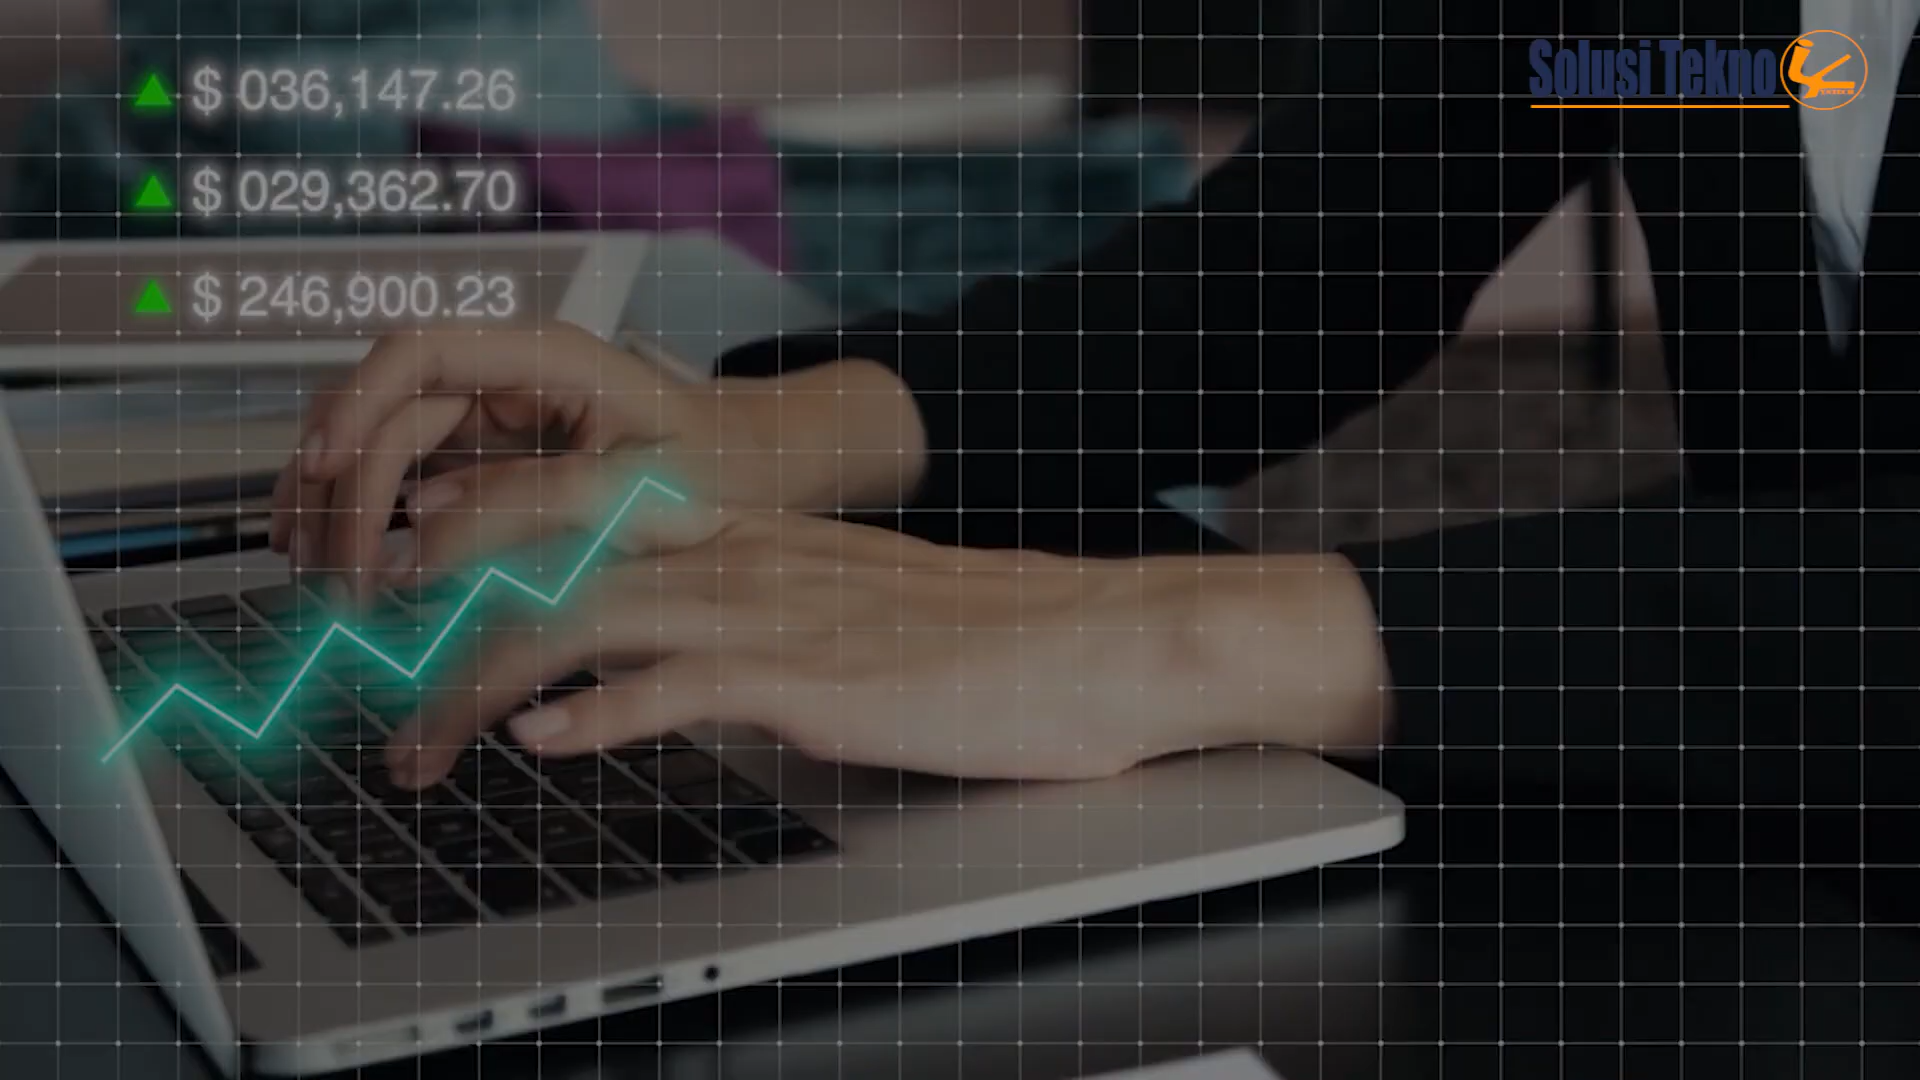 $ 036,147.26
$ 029,362.70
$ 246,900.23
Solusi Tekno